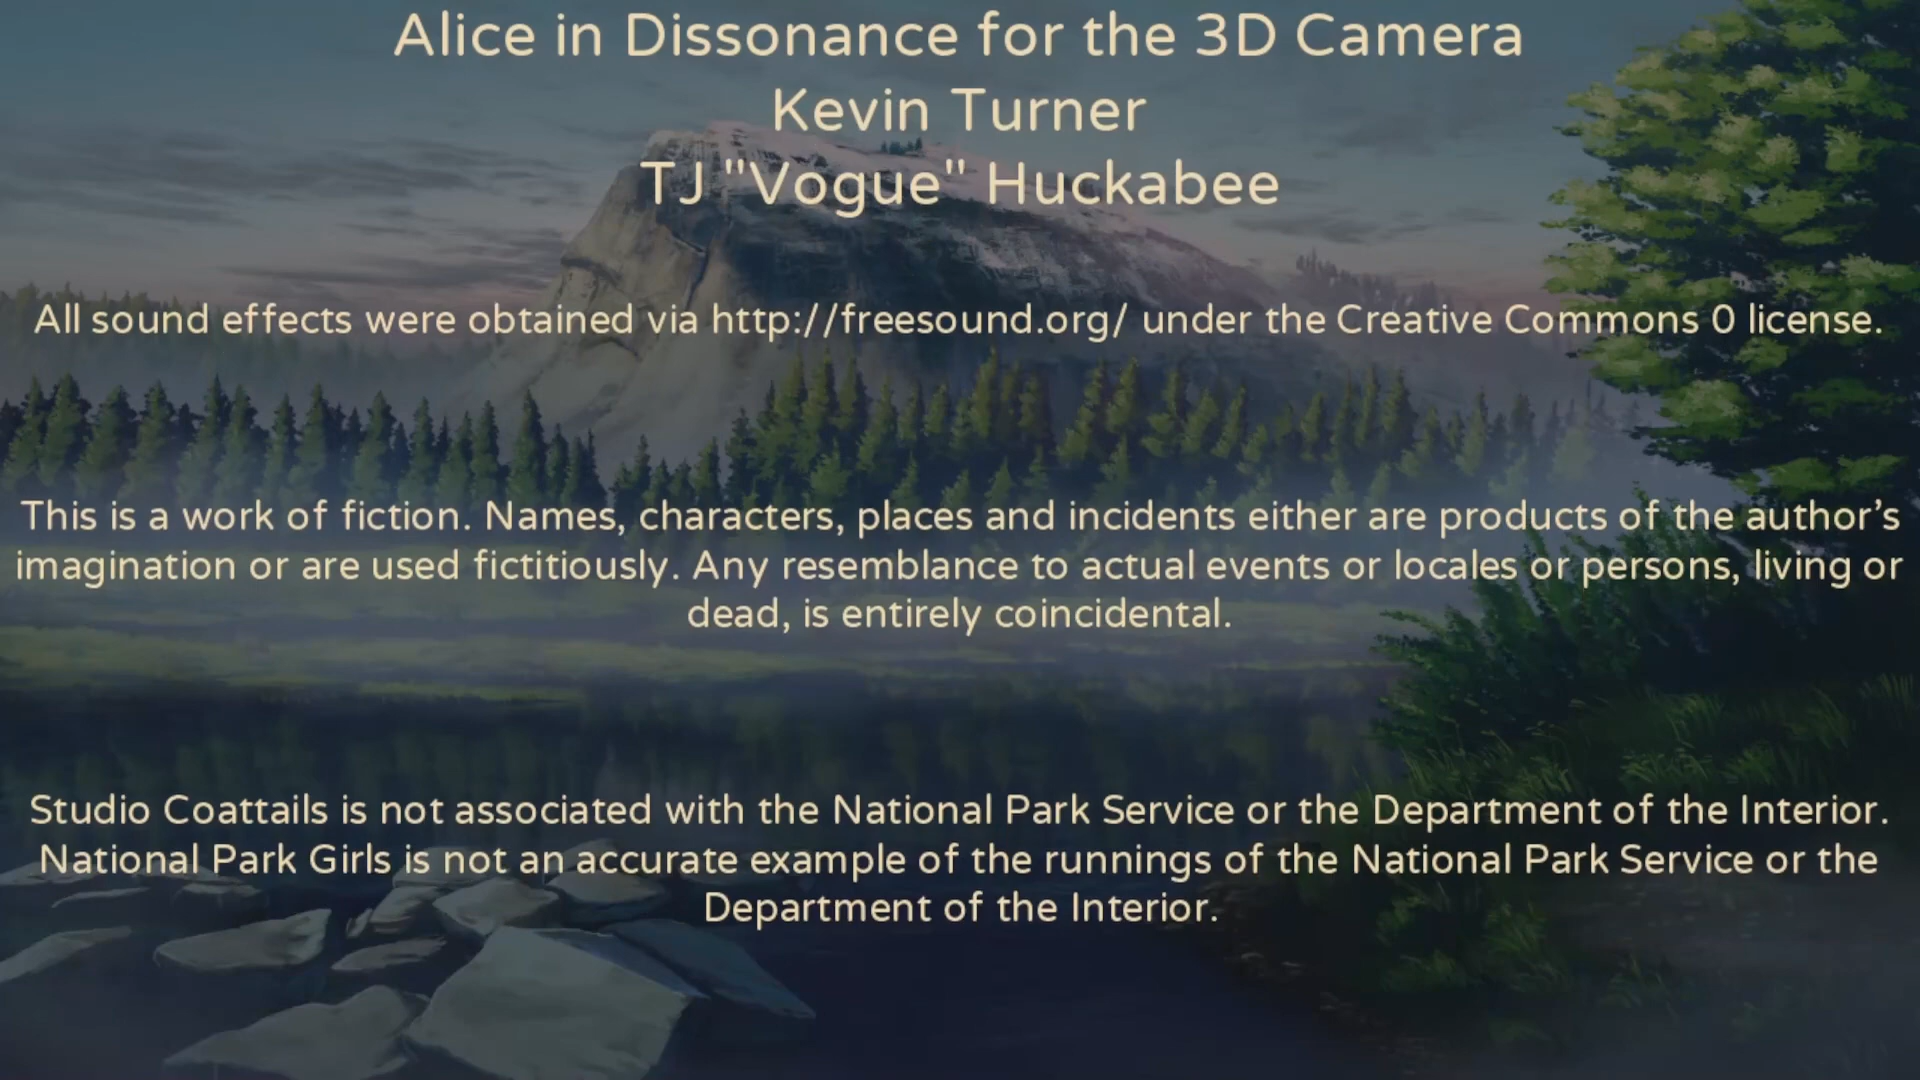 Alice in Dissonance for the 3D Camera
Kevin Turner
TJ "Vogue" Huckabee
All sound effects were obtained via http://freesound.org/ under the Creative Commons 0 license.
This is a work of fiction. Names, characters, places and incidents either are products of the author’s
imagination or are used fictitiously. Any resemblance to actual events or locales or persons, living or
dead, is entirely coincidental.
Studio Coattails is not associated with the National Park Service or the Department of the Interior.
National Park Girls is not an accurate example of the runnings of the National Park Service or the
Department of the Interior.